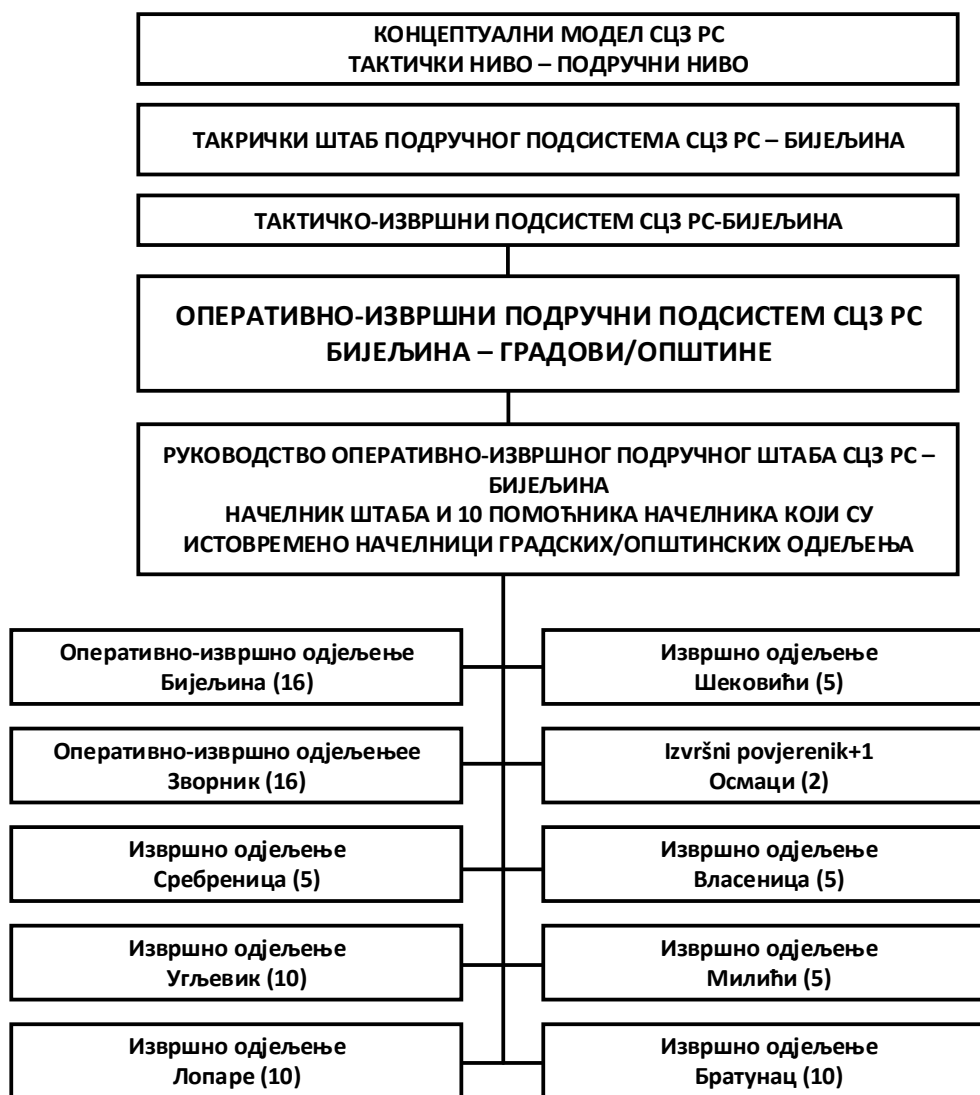 КОНЦЕПТУАЛНИ МОДЕЛ СЦЗ РС
ТАКТИЧКИ НИВО – ПОДРУЧНИ НИВО
ТАКРИЧКИ ШТАБ ПОДРУЧНОГ ПОДСИСТЕМА СЦЗ РС – БИЈЕЉИНА
ТАКТИЧКО-ИЗВРШНИ ПОДСИСТЕМ СЦЗ РС-БИЈЕЉИНА
ОПЕРАТИВНО-ИЗВРШНИ ПОДРУЧНИ ПОДСИСТЕМ СЦЗ РС
БИЈЕЉИНА – ГРАДОВИ/ОПШТИНЕ
РУКОВОДСТВО ОПЕРАТИВНО-ИЗВРШНОГ ПОДРУЧНОГ ШТАБА СЦЗ РС –
БИЈЕЉИНА
НАЧЕЛНИК ШТАБА И 10 ПОМОЋНИКА НАЧЕЛНИКА КОЈИ СУ
ИСТОВРЕМЕНО НАЧЕЛНИЦИ ГРАДСКИХ/ОПШТИНСКИХ ОДЈЕЉЕЊА
Оперативно-извршно одјељење
Бијељина (16)
Извршно одјељење
Шековићи (5)
Оперативно-извршно одјељењее
Зворник (16)
Izvršni povjerenik+1
Осмаци (2)
Извршно одјељење
Сребреница (5)
Извршно одјељење
Власеница (5)
Извршно одјељење
Угљевик (10)
Извршно одјељење
Милићи (5)
Извршно одјељење
Лопаре (10)
Извршно одјељење
Братунац (10)